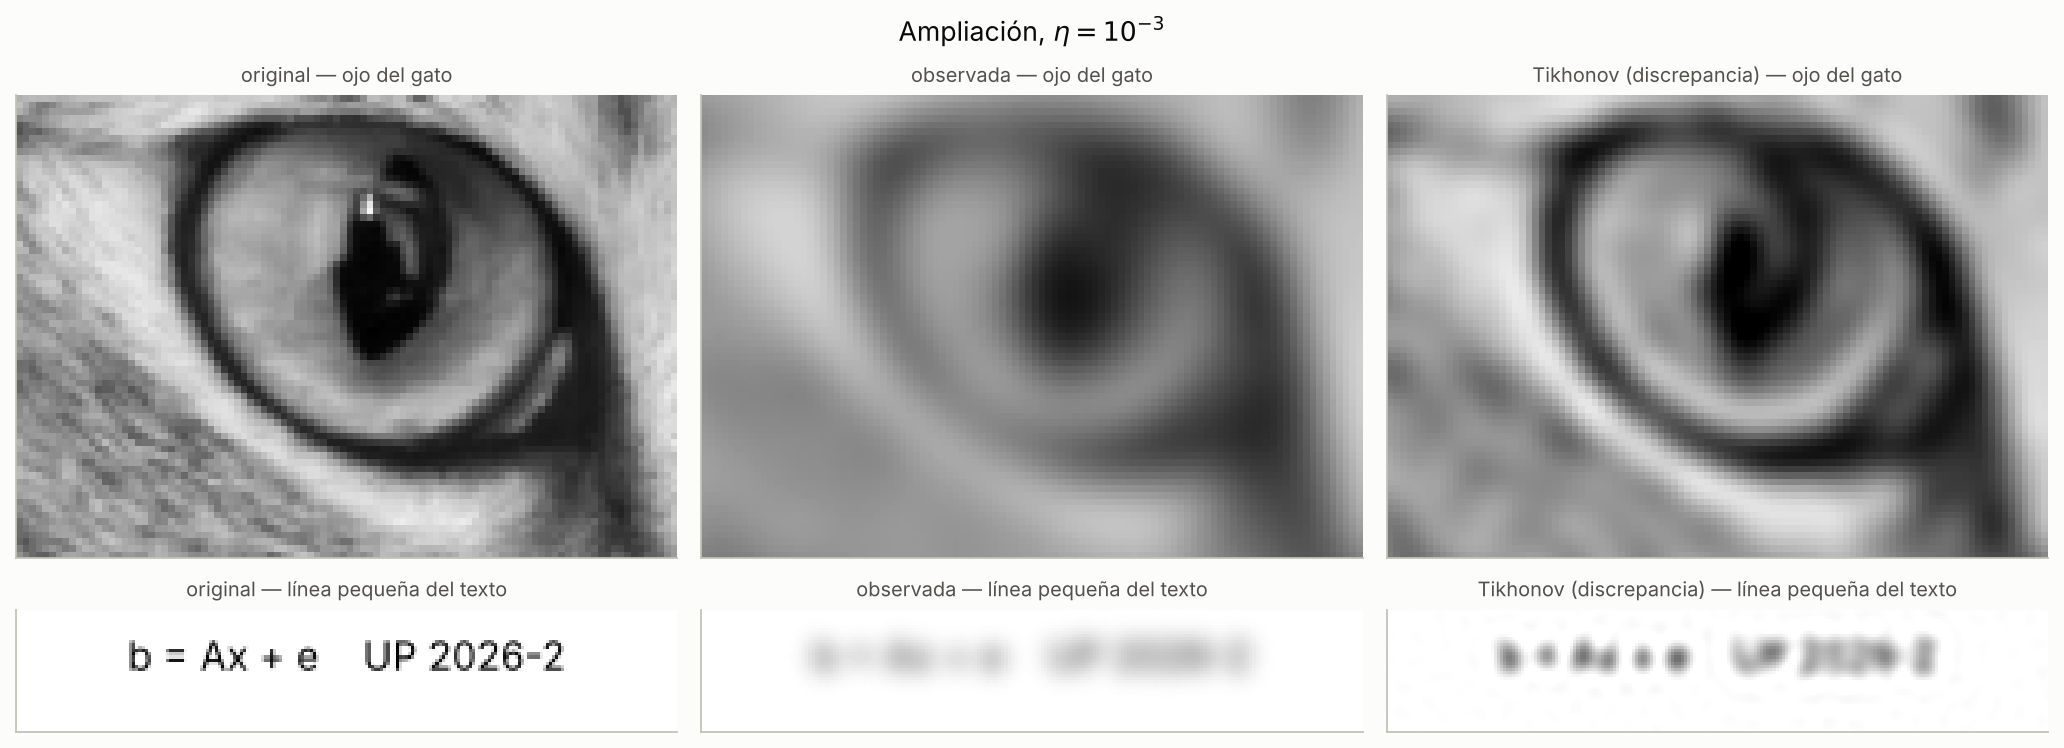 Ampliación, η = 10⁻³
original — ojo del gato
observada — ojo del gato
Tikhonov (discrepancia) — ojo del gato
original — línea pequeña del texto
observada — línea pequeña del texto
Tikhonov (discrepancia) — línea pequeña del texto
b = Ax + e UP 2026-2